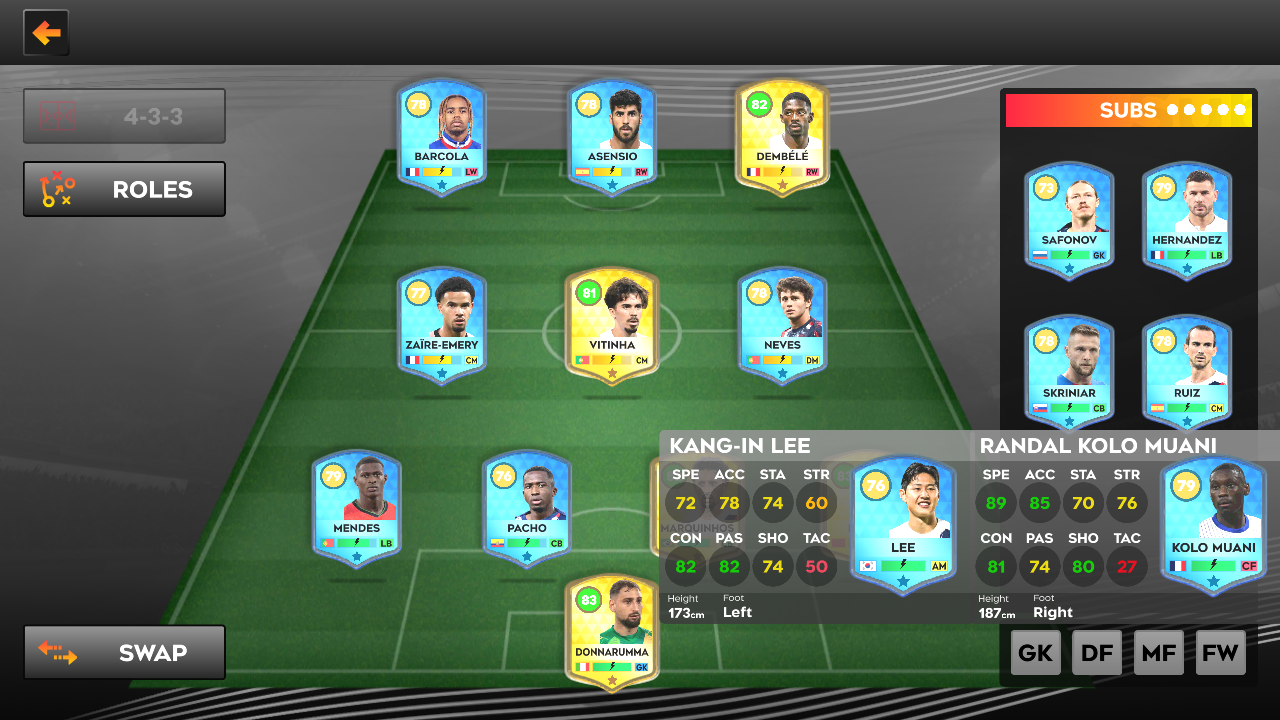 4-3-3
ROLES
78
BARCOLA
LW
78
ASENSIO
RW
82
DEMBÉLÉ
RW
77
ZAÏRE-EMERY
CM
81
VITINHA
CM
78
NEVES
DM
79
MENDES
LB
76
PACHO
CB
MARQUINHOS
83
83
DONNARUMMA
GK
SWAP
SUBS
73
SAFONOV
GK
79
HERNANDEZ
LB
78
SKRINIAR
CB
78
RUIZ
CM
KANG-IN LEE
SPE ACC STA STR
72 78 74 60
CON PAS SHO TAC
82 82 74 50
Height Foot
173cm Left
76
LEE
AM
RANDAL KOLO MUANI
SPE ACC STA STR
89 85 70 76
CON PAS SHO TAC
81 74 80 27
Height Foot
187cm Right
79
KOLO MUANI
CF
GK DF MF FW